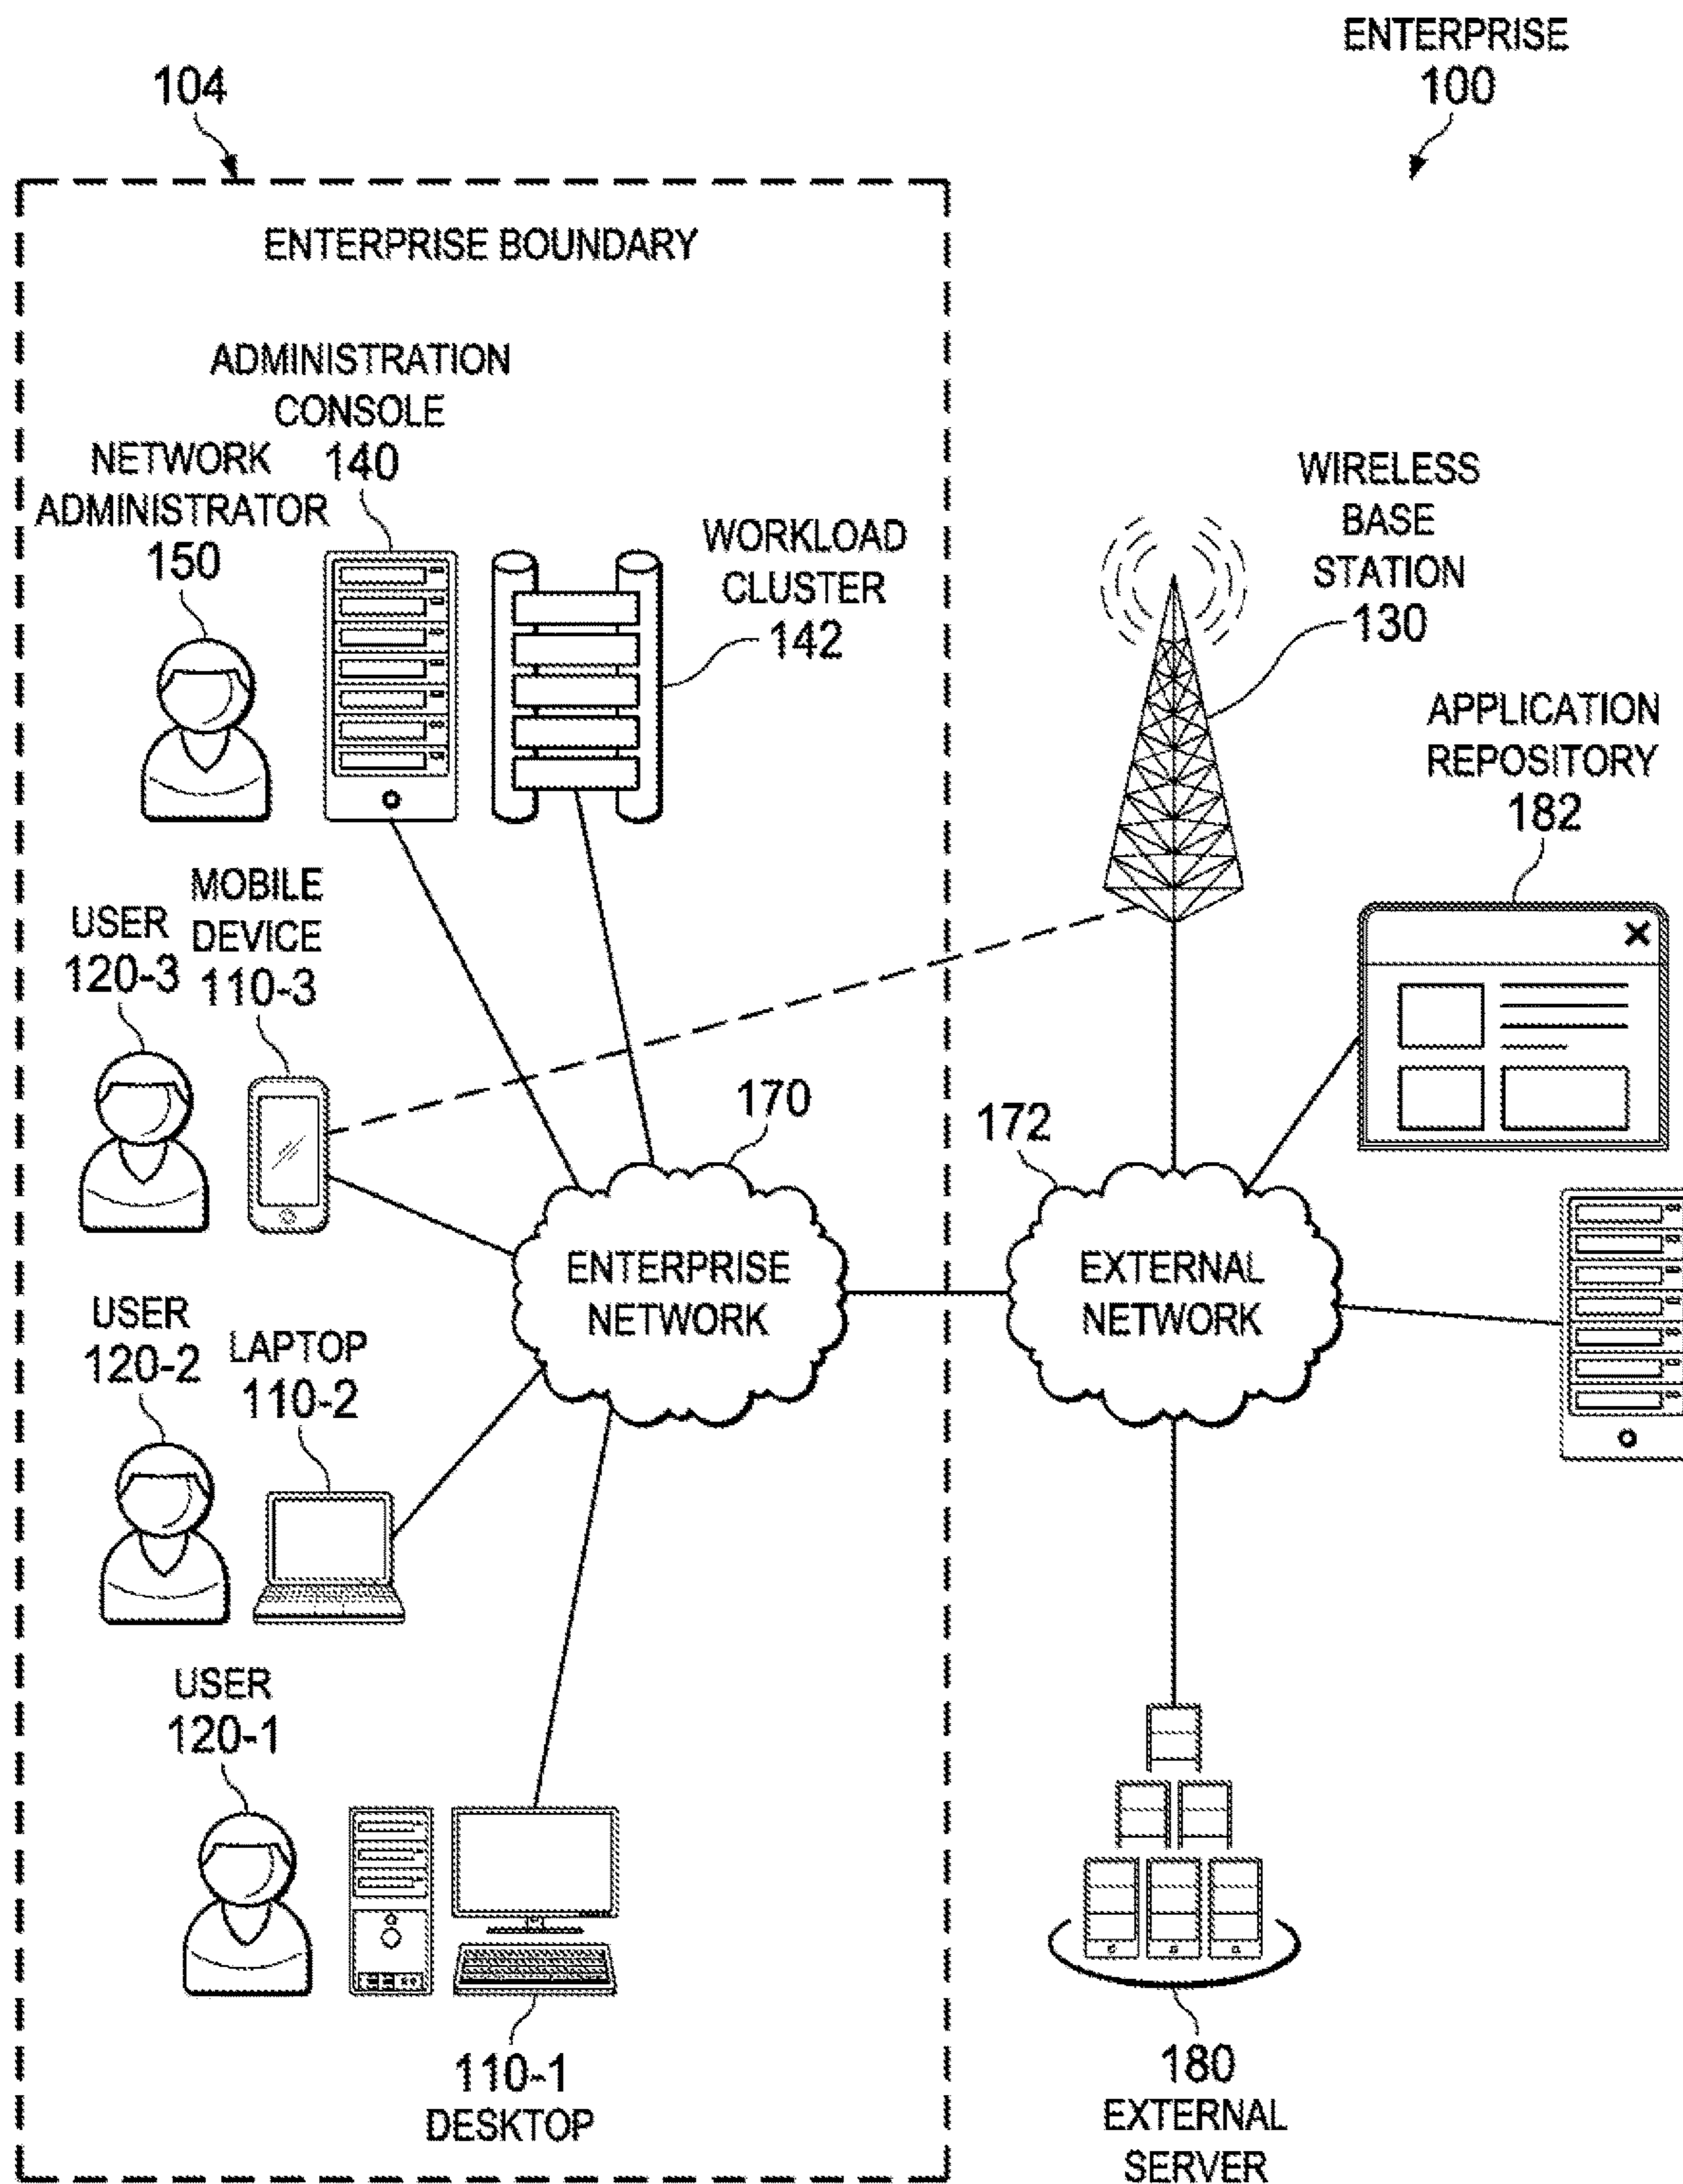 ENTERPRISE
100
104
ENTERPRISE BOUNDARY
ADMINISTRATION
CONSOLE
140
NETWORK
ADMINISTRATOR
150
WORKLOAD
CLUSTER
142
WIRELESS
BASE
STATION
130
APPLICATION
REPOSITORY
182
USER
120-3
MOBILE
DEVICE
110-3
170
172
ENTERPRISE
NETWORK
EXTERNAL
NETWORK
USER
120-2
LAPTOP
110-2
USER
120-1
110-1
DESKTOP
180
EXTERNAL
SERVER